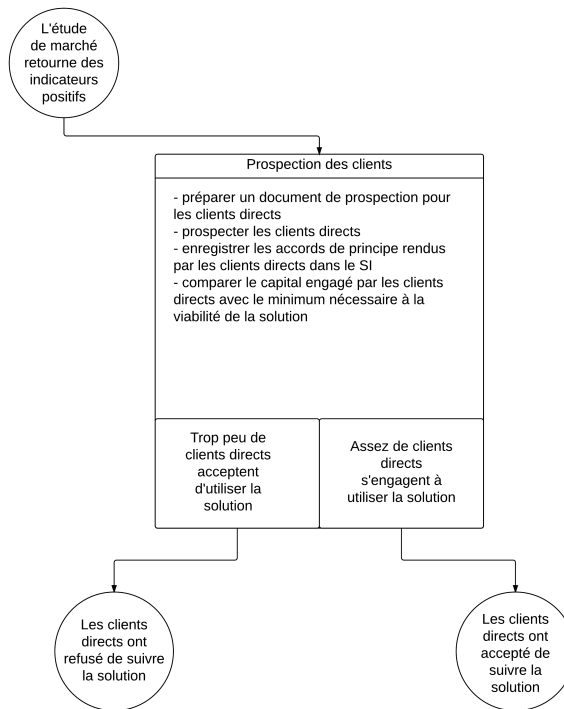 L'étude
de marché
retourne des
indicateurs
positifs
Prospection des clients
- préparer un document de prospection pour
les clients directs
- prospecter les clients directs
- enregistrer les accords de principe rendus
par les clients directs dans le SI
- comparer le capital engagé par les clients
directs avec le minimum nécessaire à la
viabilité de la solution
Trop peu de
clients directs
acceptent
d'utiliser la
solution
Assez de clients
directs
s'engagent à
utiliser la solution
Les clients
directs ont
refusé de suivre
la solution
Les clients
directs ont
accepté de
suivre la
solution